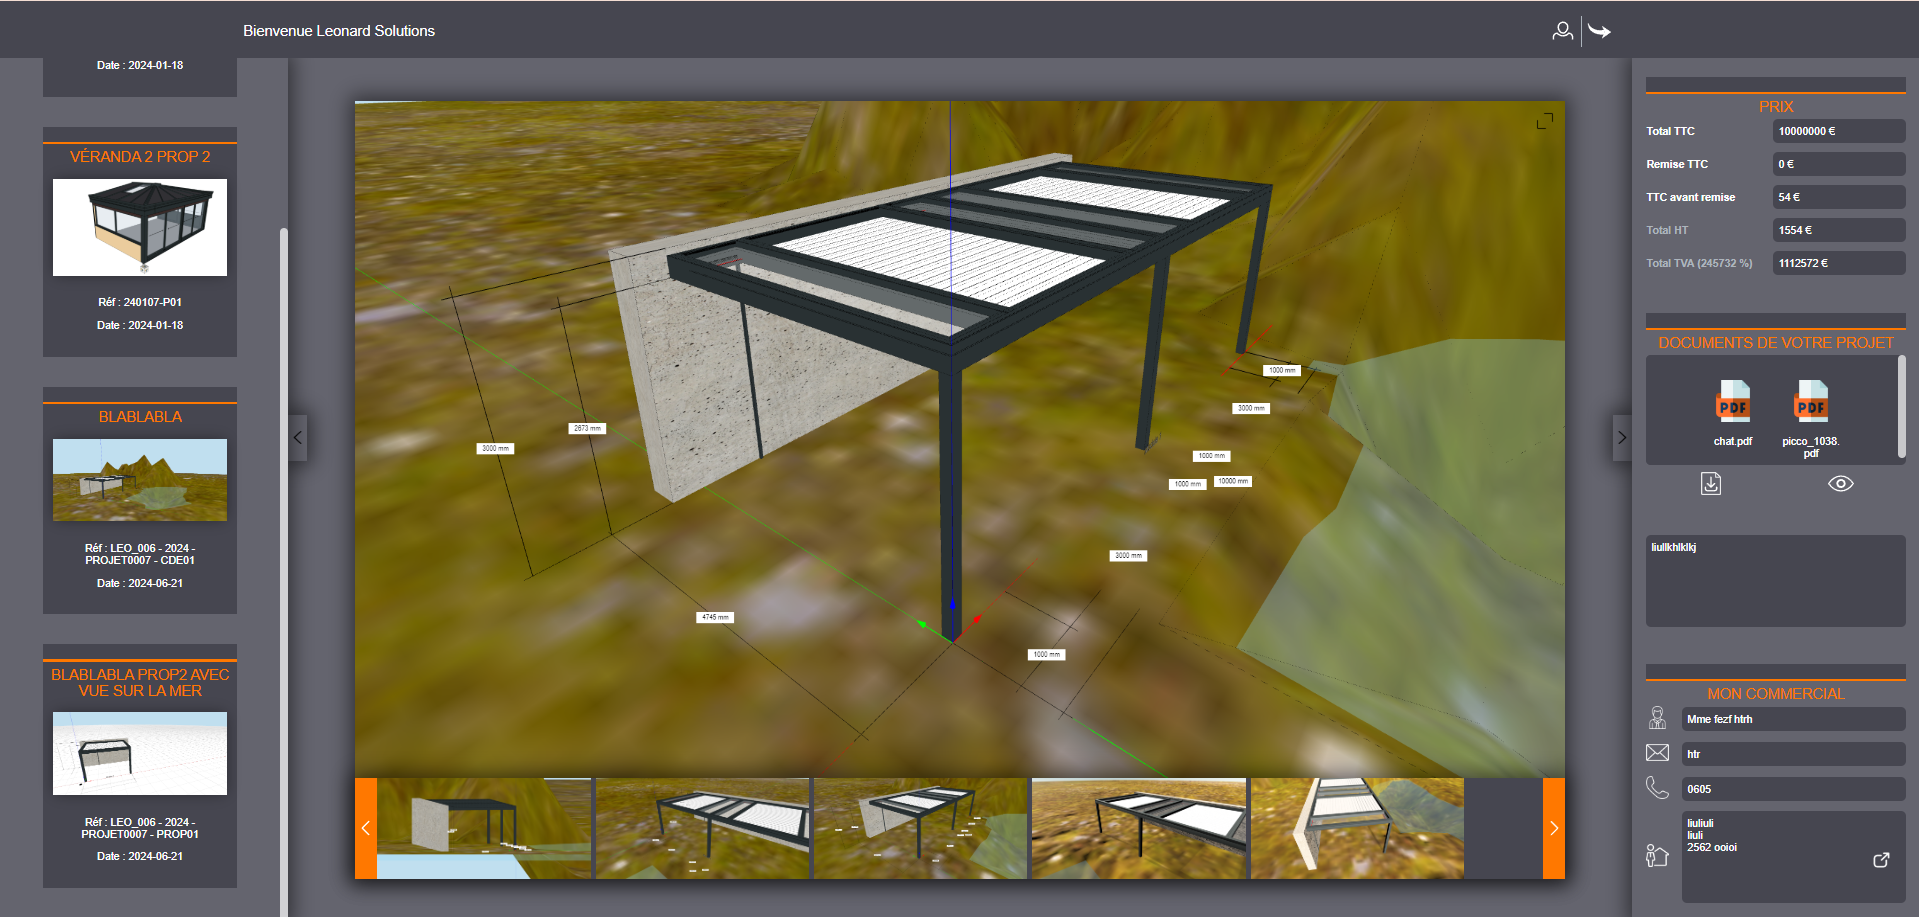 Bienvenue Leonard Solutions
Date : 2024-01-18
VÉRANDA 2 PROP 2
Réf : 240107-P01
Date : 2024-01-18
BLABLABLA
Réf : LEO_006 - 2024 -
PROJET0007 - CDE01
Date : 2024-06-21
BLABLABLA PROP2 AVEC
VUE SUR LA MER
Réf : LEO_006 - 2024 -
PROJET0007 - PROP01
Date : 2024-06-21
1000 mm
3000 mm
2673 mm
3000 mm
1000 mm
1000 mm
10000 mm
3000 mm
4745 mm
1000 mm
PRIX
Total TTC
10000000 €
Remise TTC
0 €
TTC avant remise
54 €
Total HT
1554 €
Total TVA (245732 %)
1112572 €
DOCUMENTS DE VOTRE PROJET
PDF
PDF
chat.pdf
picco_1038.
pdf
liullkhlklkj
MON COMMERCIAL
Mme fezf htrh
htr
0605
liuliuli
liuli
2562 ooioi